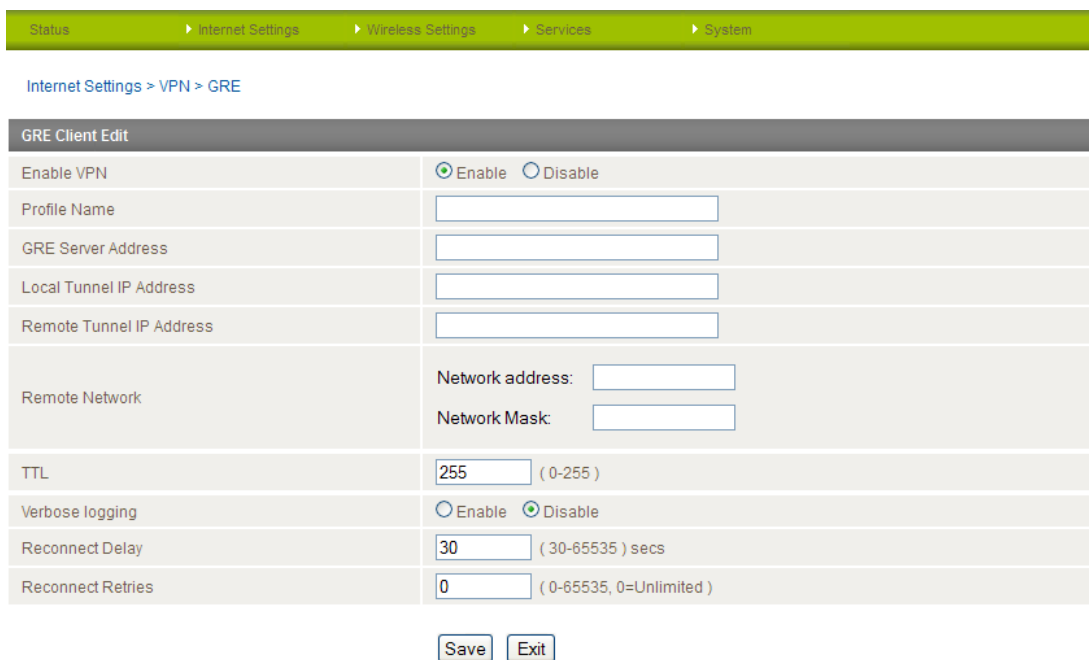 Status Internet Settings Wireless Settings Services System
Internet Settings > VPN > GRE
GRE Client Edit
Enable VPN Enable Disable
Profile Name
GRE Server Address
Local Tunnel IP Address
Remote Tunnel IP Address
Remote Network
Network address:
Network Mask:
TTL 255 ( 0-255 )
Verbose logging Enable Disable
Reconnect Delay 30 ( 30-65535 ) secs
Reconnect Retries 0 ( 0-65535, 0=Unlimited )
Save Exit